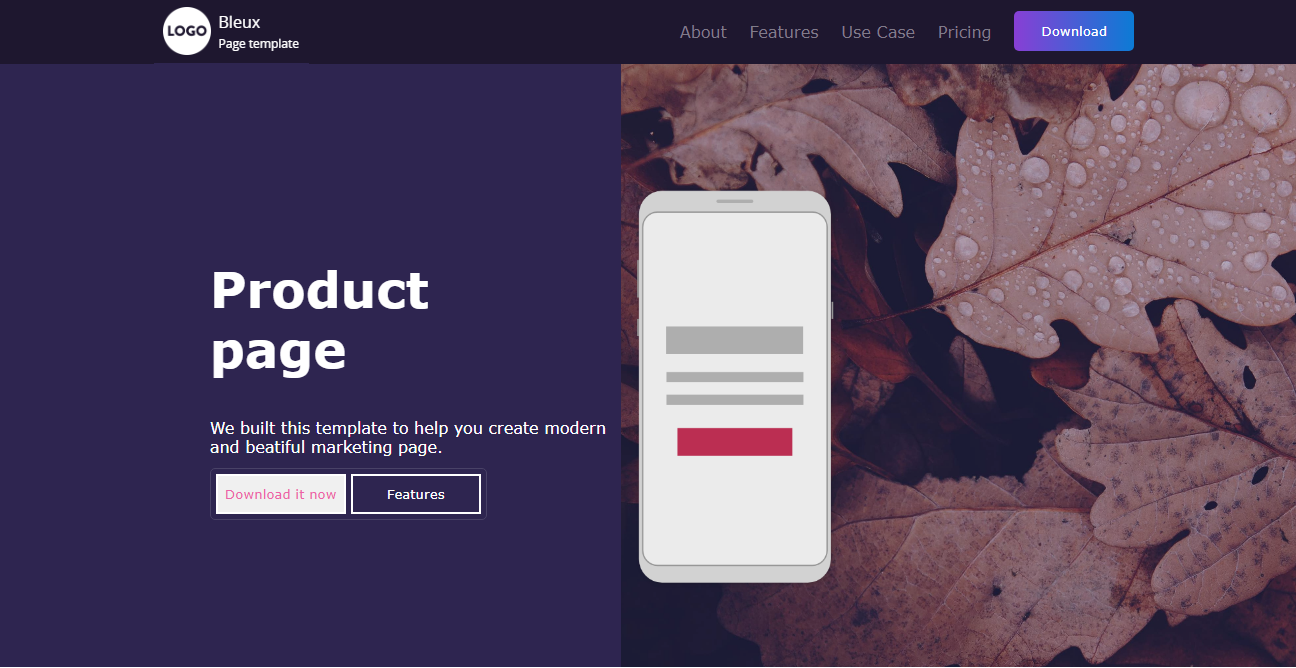 LOGO
Bleux
Page template
About
Features
Use Case
Pricing
Download
Product
page
We built this template to help you create modern
and beatiful marketing page.
Download it now
Features